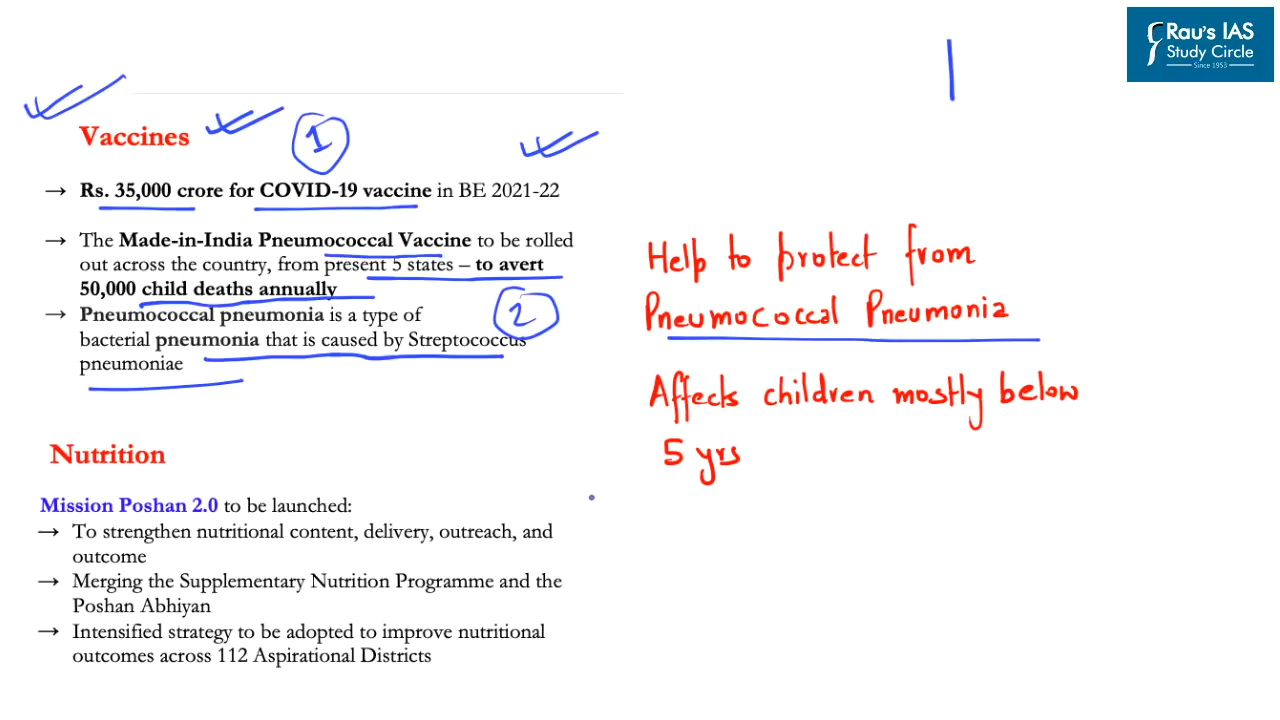 Rau's IAS
Study Circle
Since 1953
Vaccines
1
→ Rs. 35,000 crore for COVID-19 vaccine in BE 2021-22
→ The Made-in-India Pneumococcal Vaccine to be rolled
out across the country, from present 5 states – to avert
50,000 child deaths annually
2
→ Pneumococcal pneumonia is a type of
bacterial pneumonia that is caused by Streptococcus
pneumoniae
Help to protect from
Pneumococcal Pneumonia
Affects children mostly below
5 yrs
Nutrition
Mission Poshan 2.0 to be launched:
→ To strengthen nutritional content, delivery, outreach, and
outcome
→ Merging the Supplementary Nutrition Programme and the
Poshan Abhiyan
→ Intensified strategy to be adopted to improve nutritional
outcomes across 112 Aspirational Districts